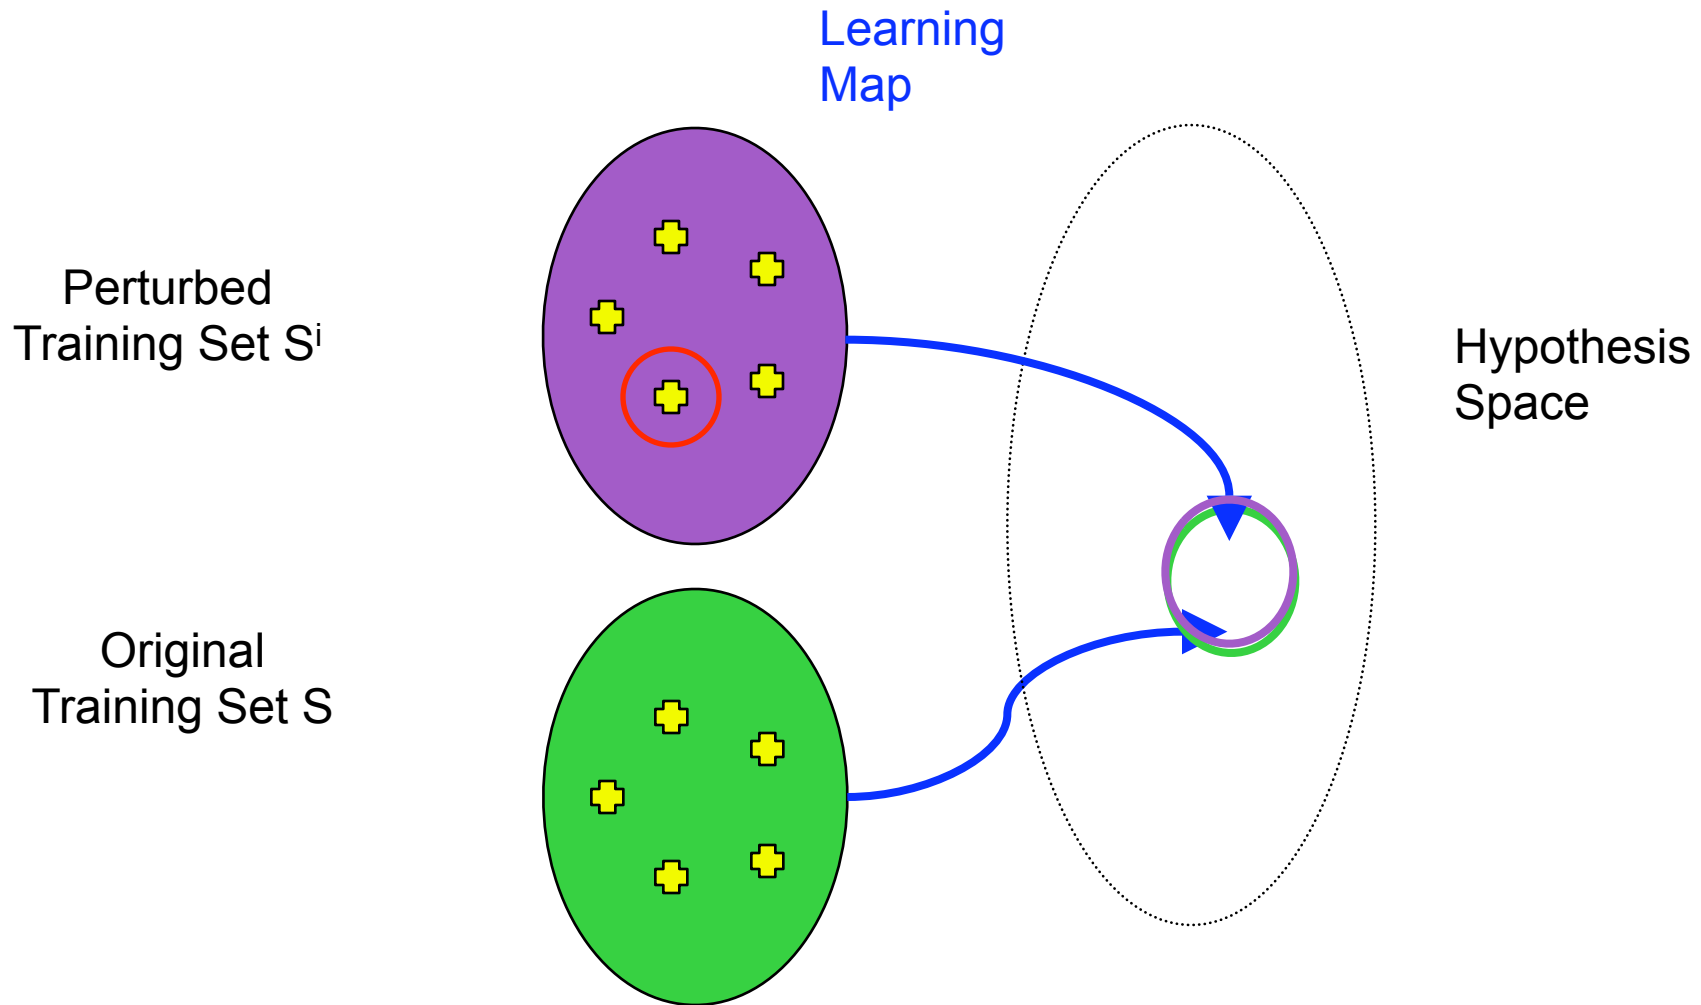 Learning
Map
Perturbed
Training Set Sⁱ
Hypothesis
Space
Original
Training Set S